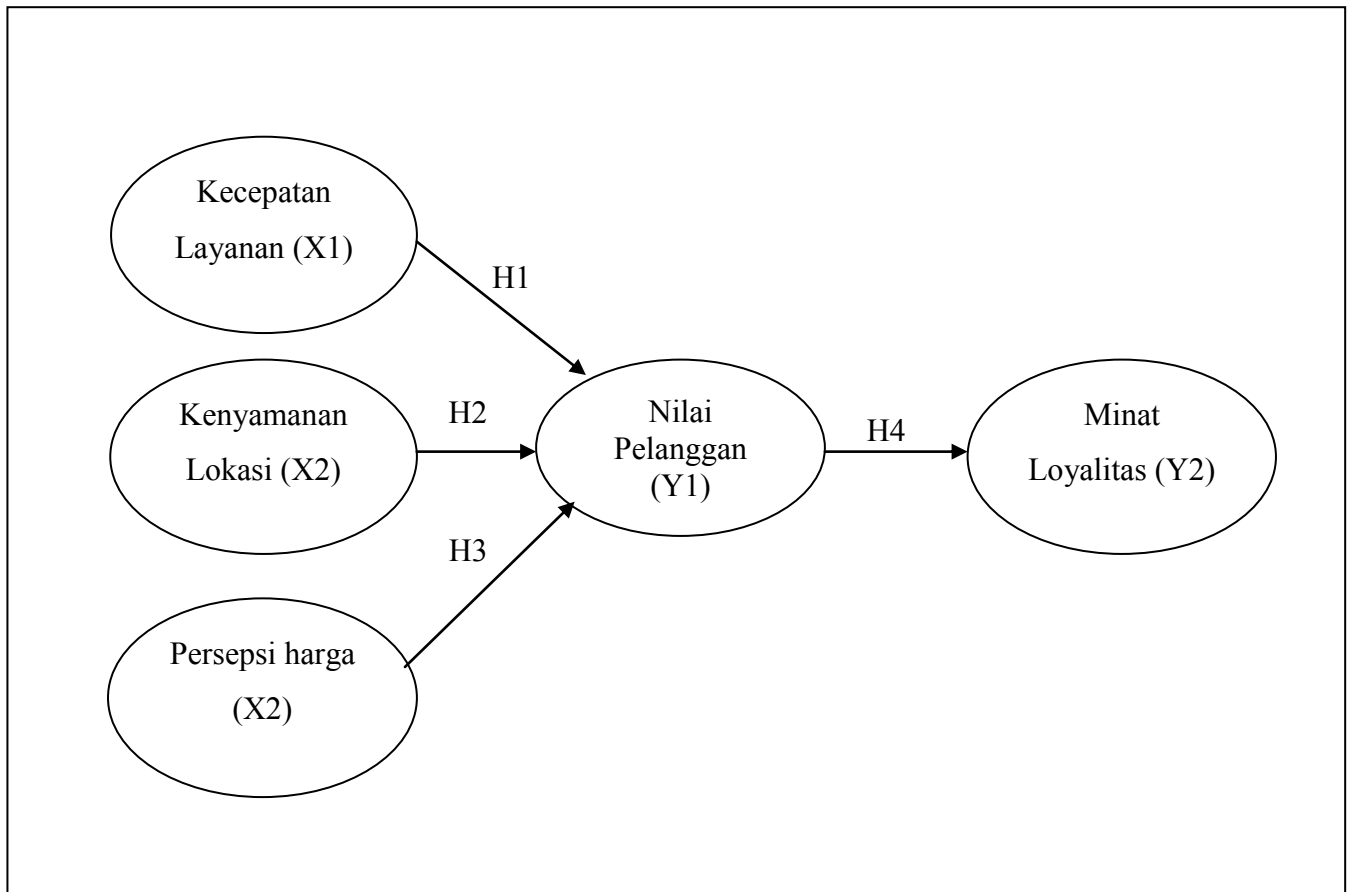 Kecepatan
Layanan (X1)
H1
Kenyamanan
Lokasi (X2)
H2
Nilai
Pelanggan
(Y1)
H4
Minat
Loyalitas (Y2)
H3
Persepsi harga
(X2)